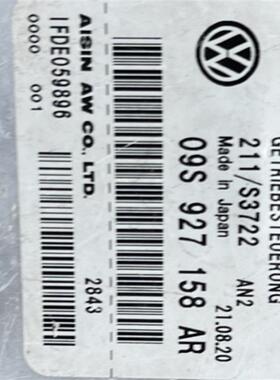 GETRIEBESTEUERUNG
211/S3722 AN2
Made In Japan 21.08.20
09S 927 158 AR
2843
AISIN AW CO., LTD.
1FDE059896
0000 001